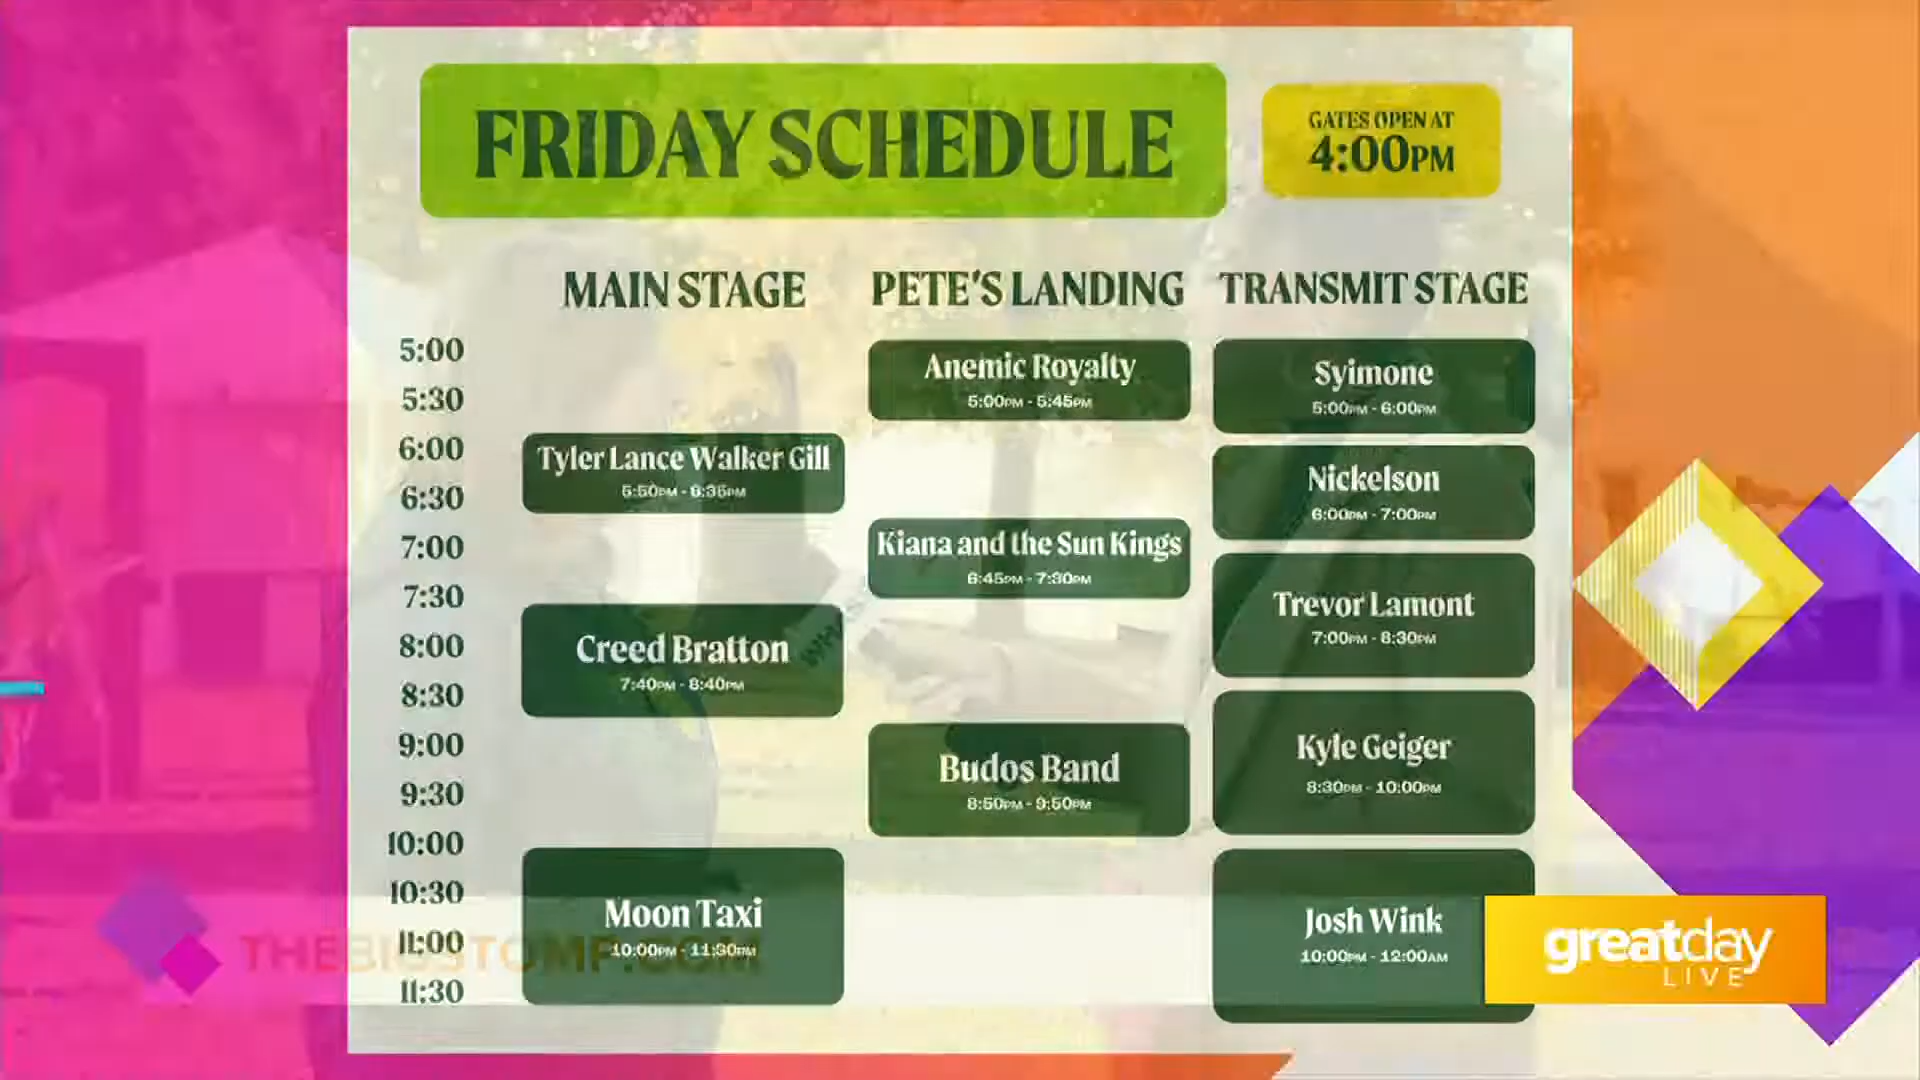 FRIDAY SCHEDULE
GATES OPEN AT
4:00PM
MAIN STAGE
PETE'S LANDING
TRANSMIT STAGE
5:00
5:30
6:00
6:30
7:00
7:30
8:00
8:30
9:00
9:30
10:00
10:30
11:00
11:30
Tyler Lance Walker Gill
5:50PM - 6:35PM
Creed Bratton
7:40PM - 8:40PM
Moon Taxi
10:00PM - 11:30PM
Anemic Royalty
5:00PM - 5:45PM
Kiana and the Sun Kings
6:45PM - 7:30PM
Budos Band
8:50PM - 9:50PM
Syimone
5:00PM - 6:00PM
Nickelson
6:00PM - 7:00PM
Trevor Lamont
7:00PM - 8:30PM
Kyle Geiger
8:30PM - 10:00PM
Josh Wink
10:00PM - 12:00AM
THEBIGSTOMP.COM
greatday
LIVE